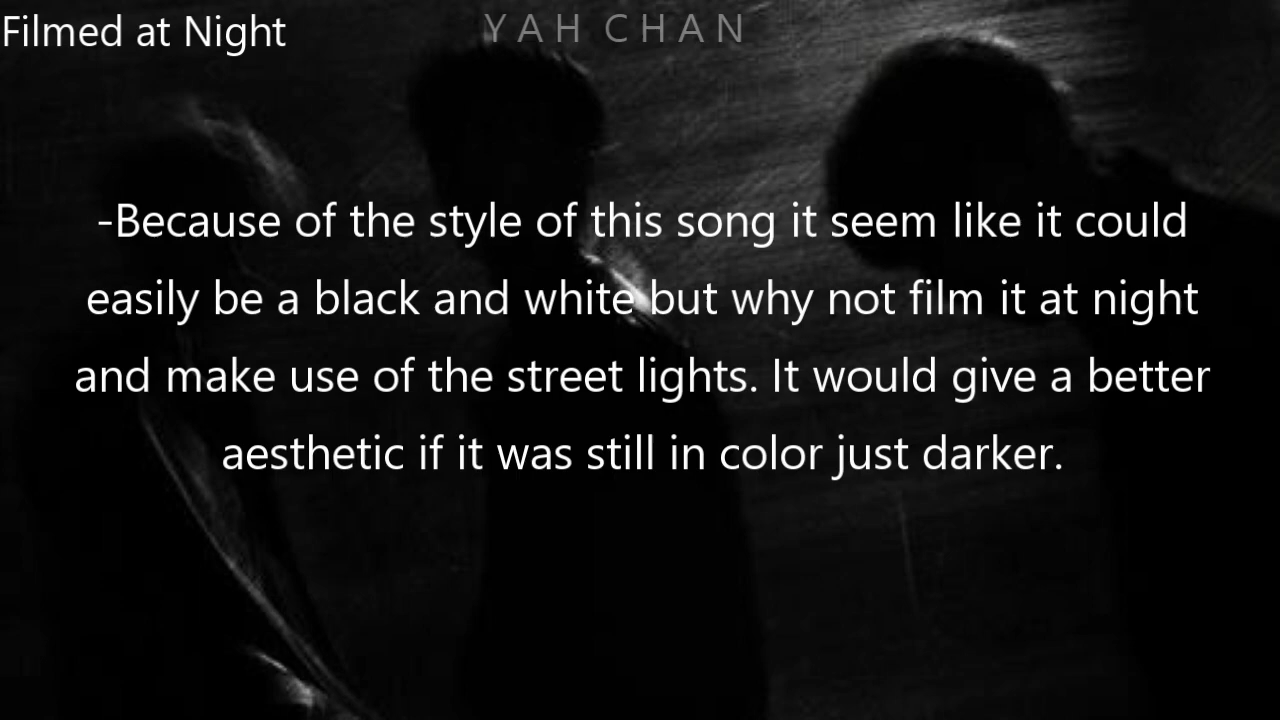 Filmed at Night
YAH CHAN
-Because of the style of this song it seem like it could
easily be a black and white but why not film it at night
and make use of the street lights. It would give a better
aesthetic if it was still in color just darker.